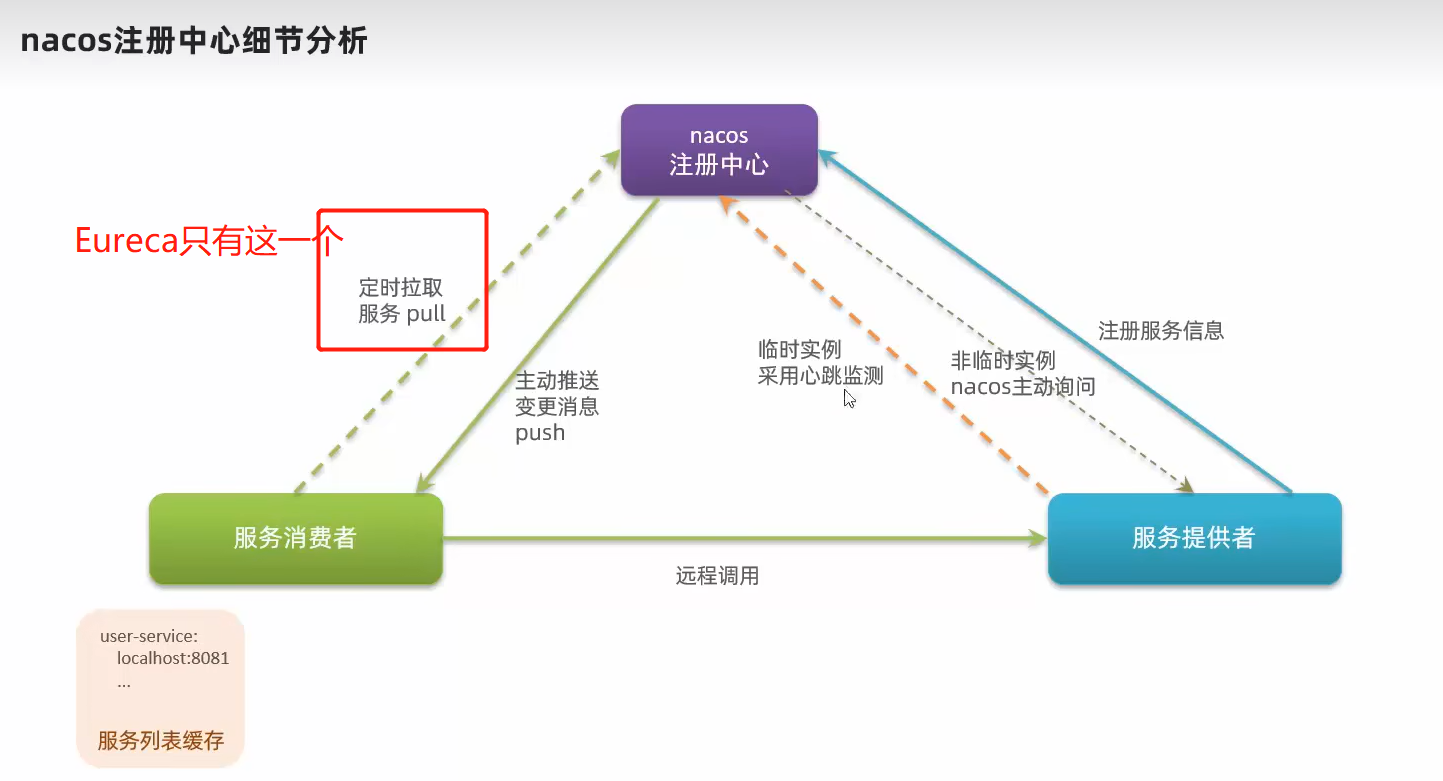 nacos注册中心细节分析
nacos
注册中心
Eureca只有这一个
定时拉取
服务 pull
主动推送
变更消息
push
临时实例
采用心跳监测
非临时实例
nacos主动询问
注册服务信息
服务消费者
服务提供者
远程调用
user-service:
localhost:8081
...
服务列表缓存